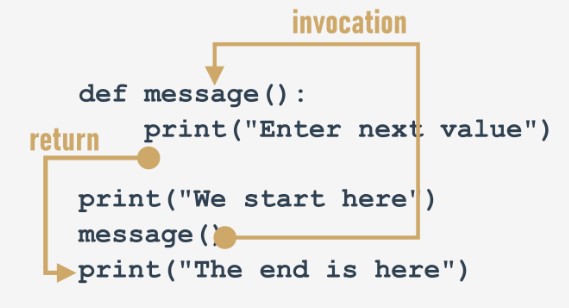 invocation
def message():
print("Enter next value")
return
print("We start here")
message()
print("The end is here")